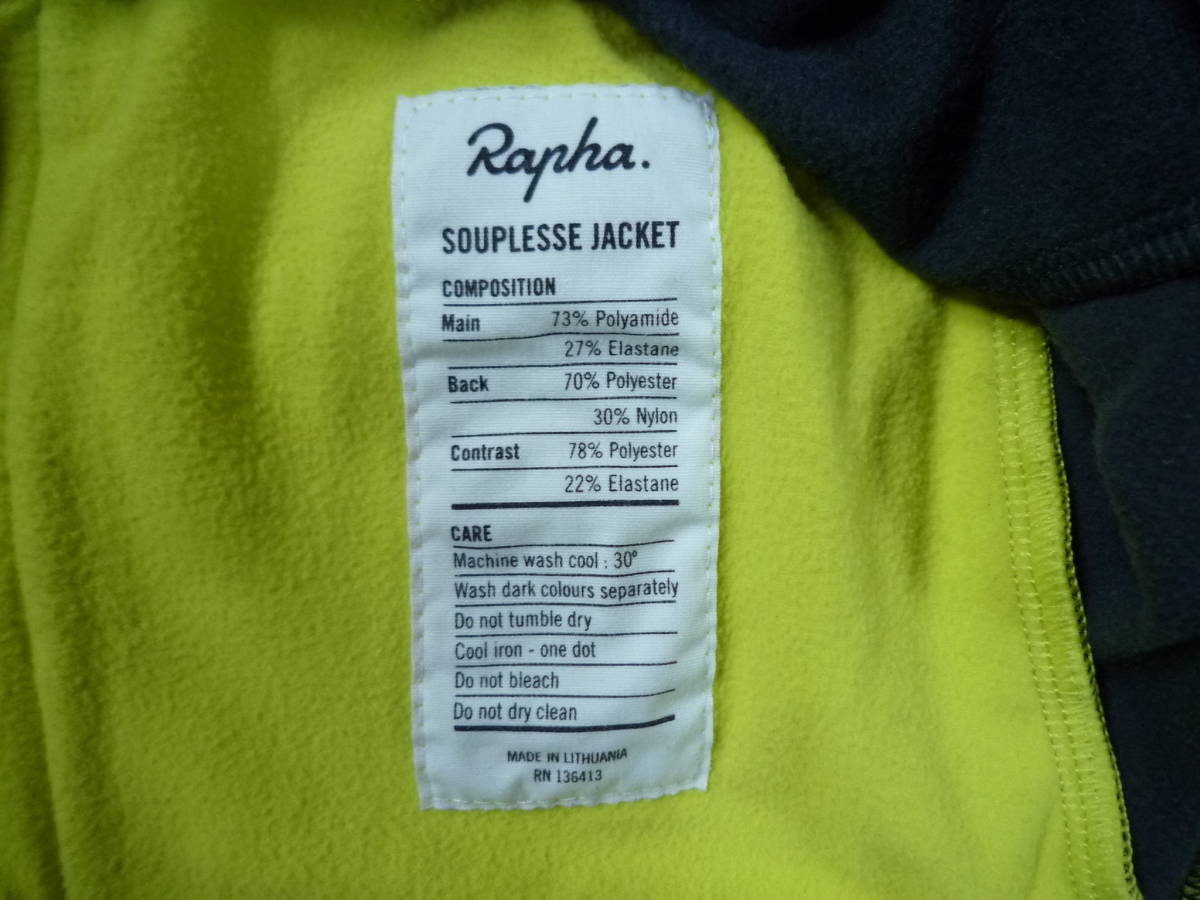 Rapha.
SOUPLESSE JACKET
COMPOSITION
Main 73% Polyamide
27% Elastane
Back 70% Polyester
30% Nylon
Contrast 78% Polyester
22% Elastane
CARE
Machine wash cool : 30°
Wash dark colours separately
Do not tumble dry
Cool iron - one dot
Do not bleach
Do not dry clean
MADE IN LITHUANIA
RN 136413